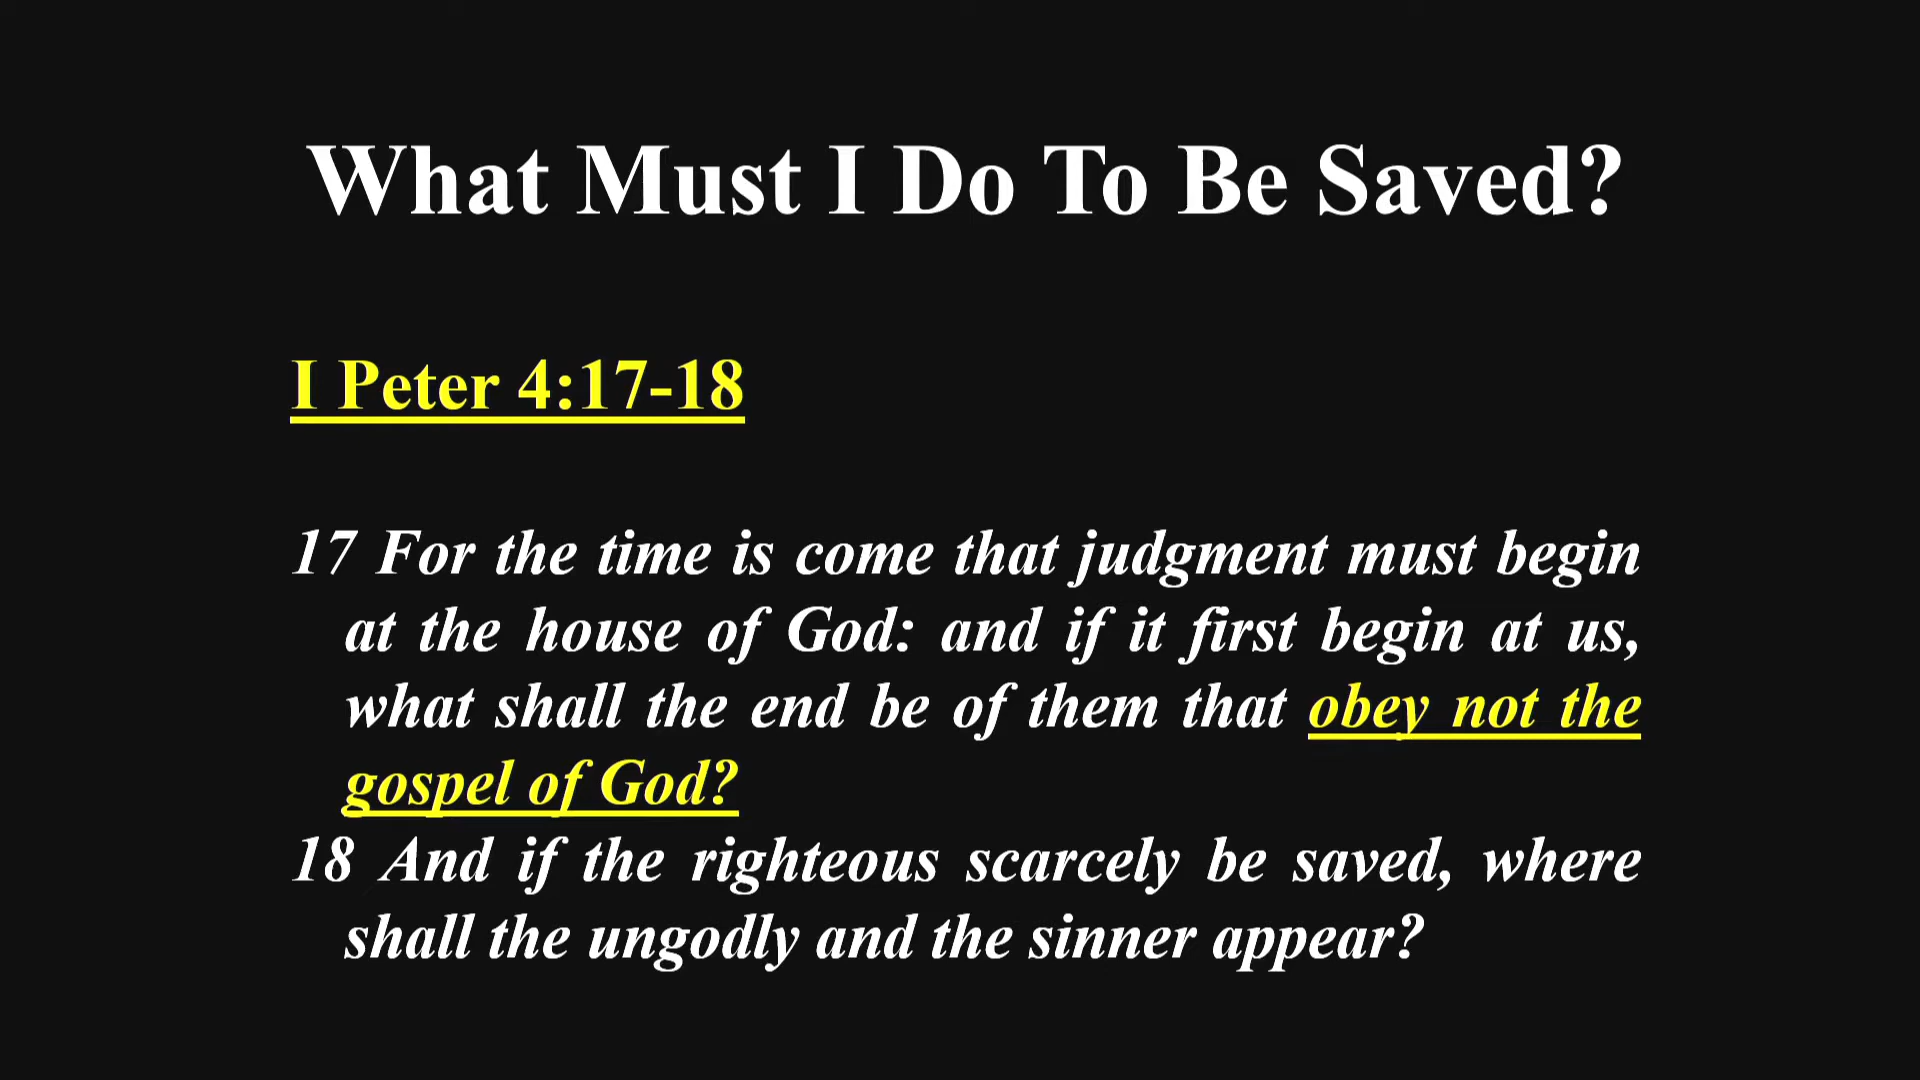 What Must I Do To Be Saved?
I Peter 4:17-18
17 For the time is come that judgment must begin
at the house of God: and if it first begin at us,
what shall the end be of them that obey not the
gospel of God?
18 And if the righteous scarcely be saved, where
shall the ungodly and the sinner appear?